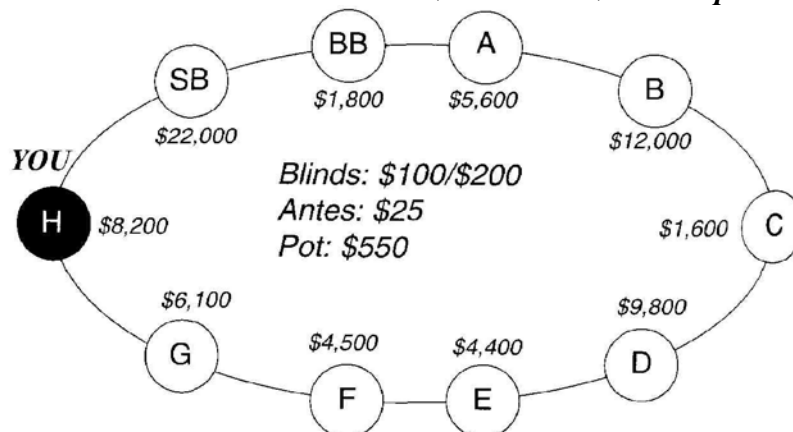 BB
A
SB
B
$1,800
$5,600
$22,000
$12,000
YOU
Blinds: $100/$200
Antes: $25
Pot: $550
H
$8,200
$1,600
C
$6,100
$9,800
$4,500
$4,400
G
D
F
E